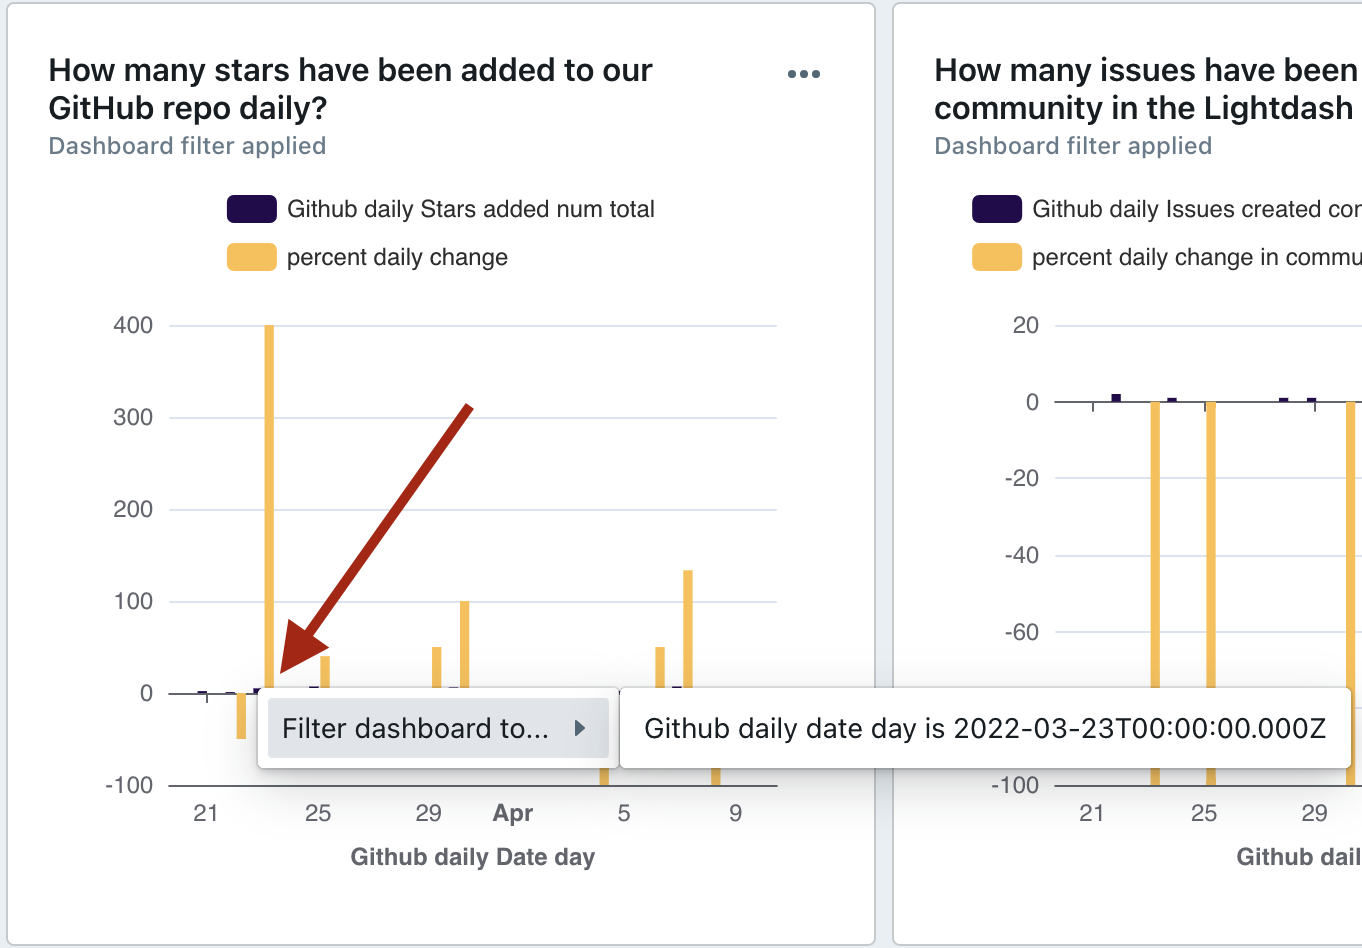 How many stars have been added to our
GitHub repo daily?
Dashboard filter applied
Github daily Stars added num total
percent daily change
400
300
200
100
0
-100
21 25 29 Apr 5 9
Github daily Date day
Filter dashboard to...
Github daily date day is 2022-03-23T00:00:00.000Z
How many issues have been
community in the Lightdash
Dashboard filter applied
Github daily Issues created
percent daily change in
20
0
-20
-40
-60
-100
21 25 29
Github